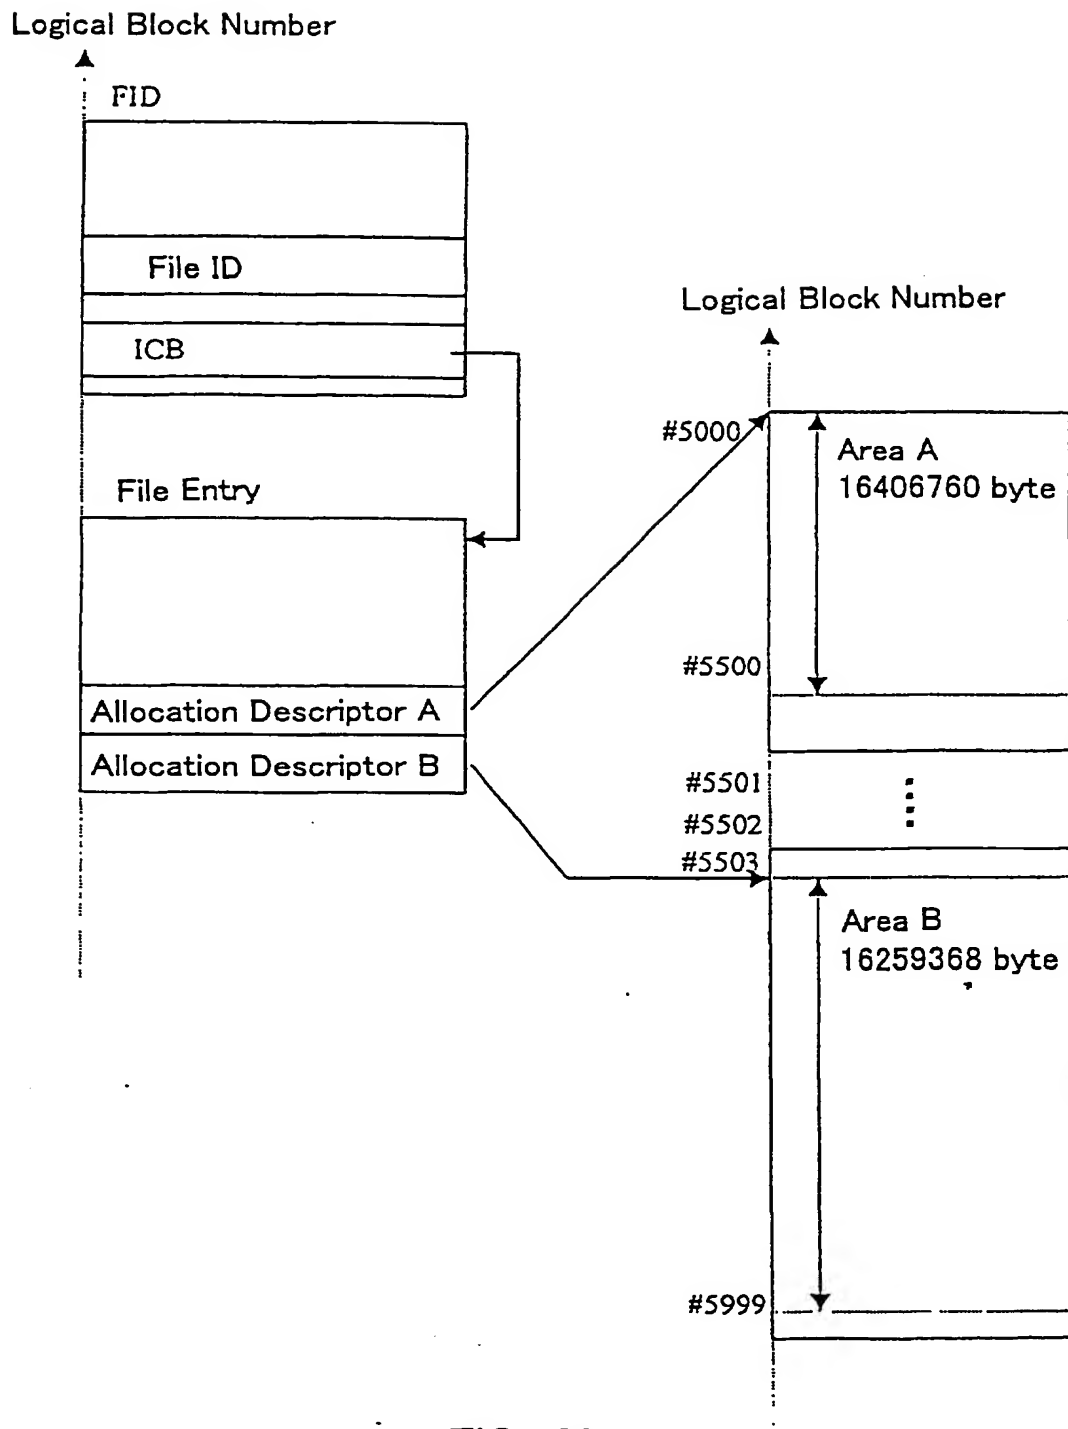 Logical Block Number
FID
File ID
ICB
File Entry
Allocation Descriptor A
Allocation Descriptor B
Logical Block Number
#5000
Area A
16406760 byte
#5500
#5501
#5502
#5503
Area B
16259368 byte
#5999